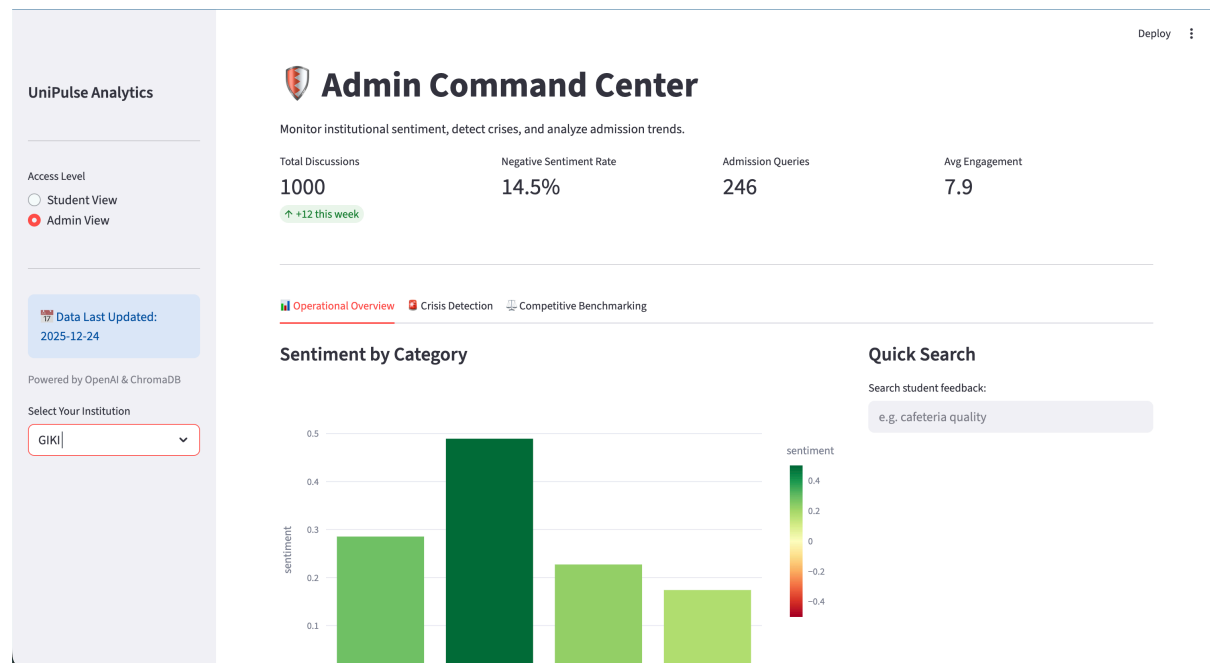 Deploy
UniPulse Analytics
Access Level
Student View
Admin View
Data Last Updated:
2025-12-24
Powered by OpenAI & ChromaDB
Select Your Institution
GIKI
Admin Command Center
Monitor institutional sentiment, detect crises, and analyze admission trends.
Total Discussions
1000
↑ +12 this week
Negative Sentiment Rate
14.5%
Admission Queries
246
Avg Engagement
7.9
Operational Overview
Crisis Detection
Competitive Benchmarking
Sentiment by Category
0.5
0.4
0.3
0.2
0.1
sentiment
sentiment
0.4
0.2
0
−0.2
−0.4
Quick Search
Search student feedback:
e.g. cafeteria quality